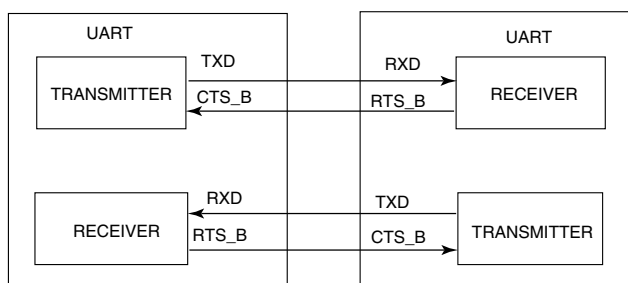 UART
UART
TXD
RXD
TRANSMITTER
RECEIVER
CTS_B
RTS_B
RXD
TXD
RECEIVER
TRANSMITTER
RTS_B
CTS_B